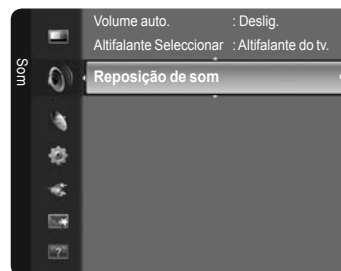 Som
Volume auto. : Deslig.
Altifalante Seleccionar : Altifalante do tv.
Reposição de som
?